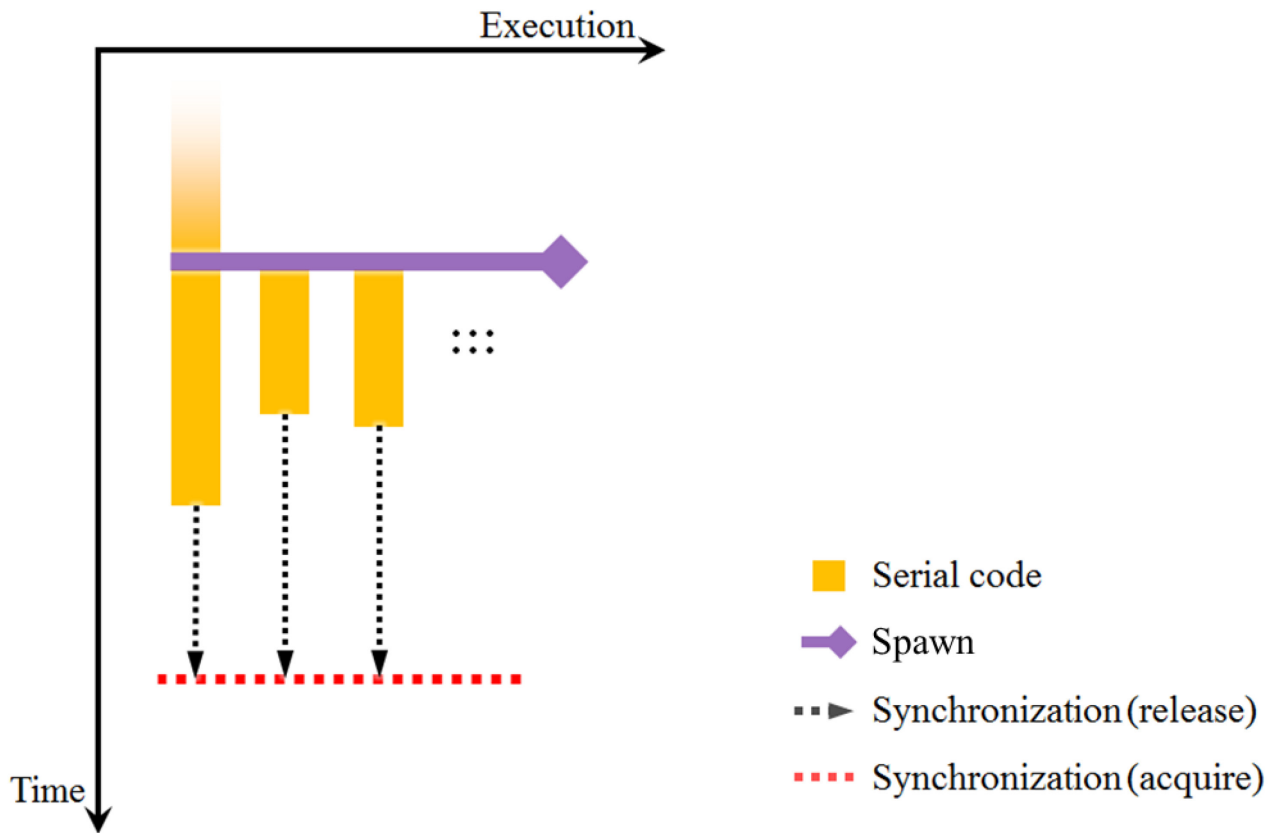 Execution
Serial code
Spawn
Synchronization (release)
Synchronization (acquire)
Time